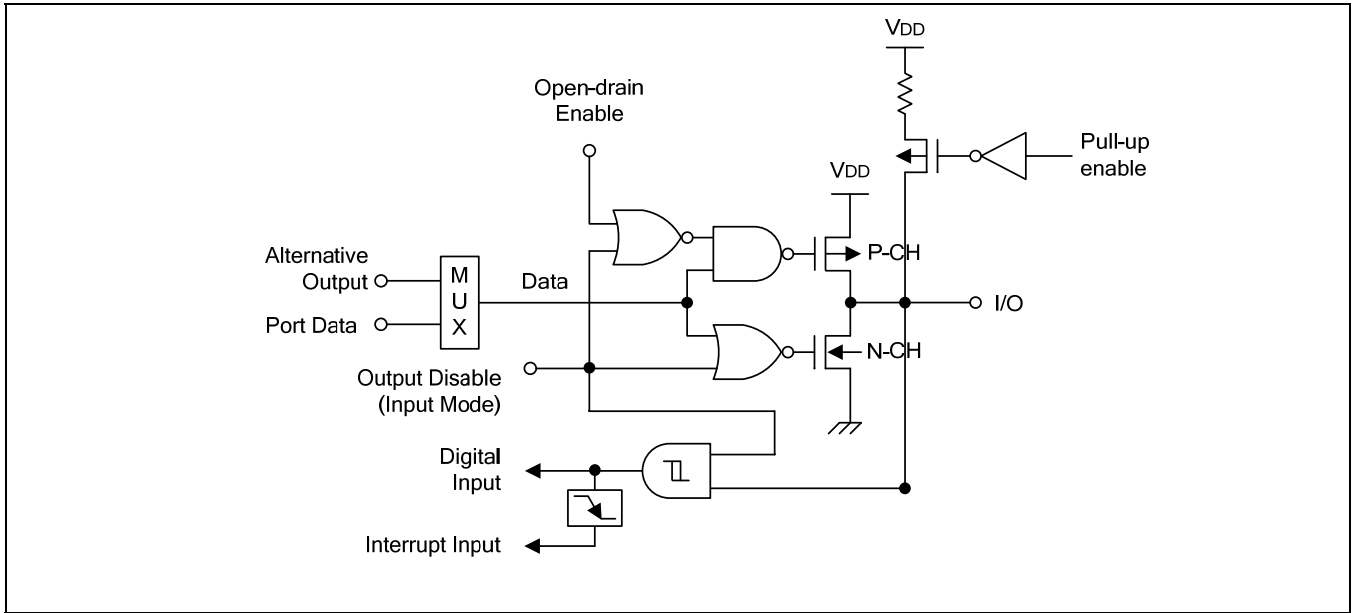 VDD
Open-drain
Enable
Pull-up
enable
VDD
P-CH
Alternative
Output
M
U
X
Data
Port Data
I/O
N-CH
Output Disable
(Input Mode)
Digital
Input
Interrupt Input